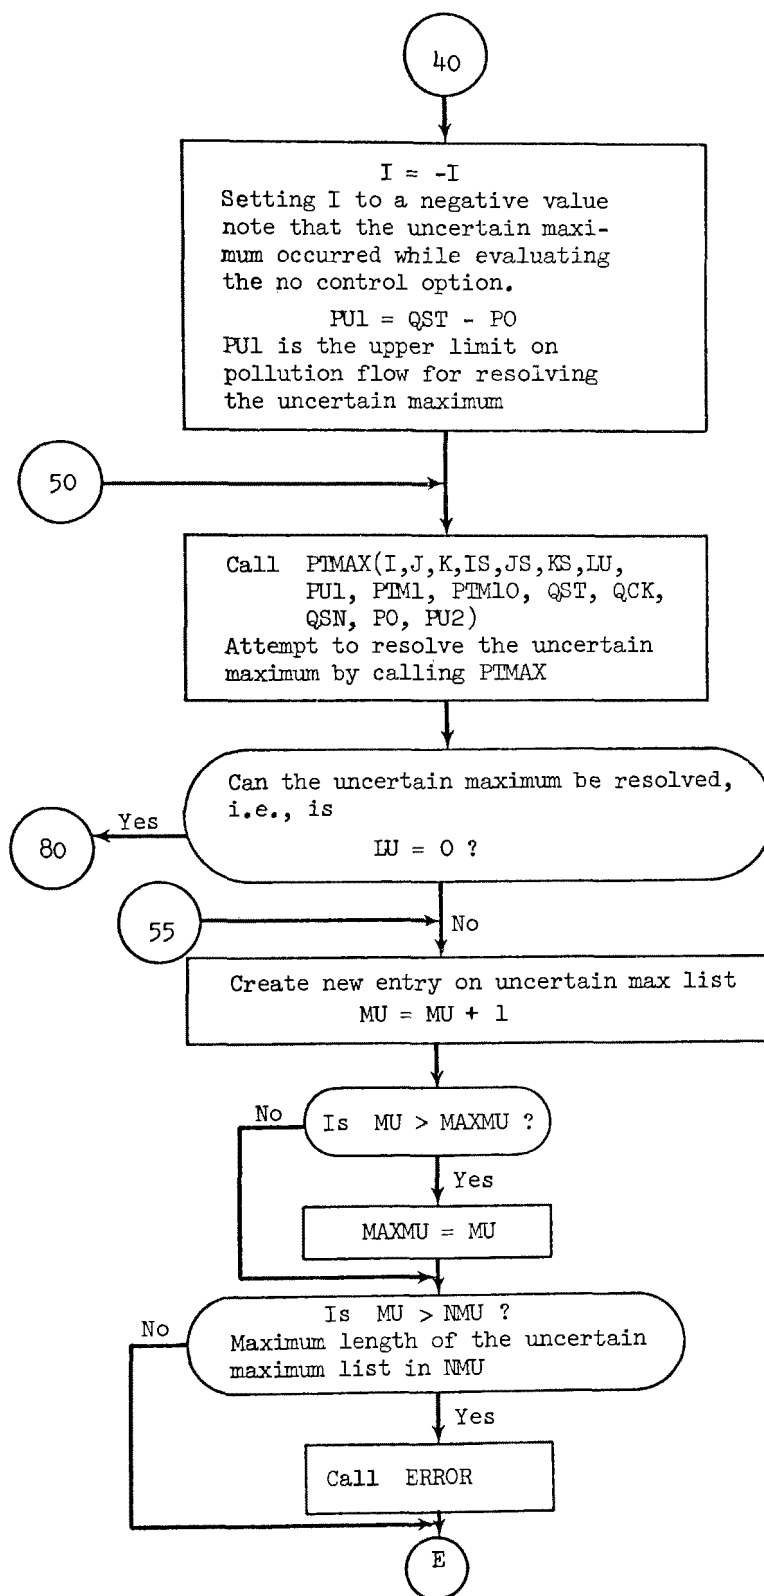 40
I = -I
Setting I to a negative value
note that the uncertain maxi-
mum occurred while evaluating
the no control option.
PU1 = QST - PO
PU1 is the upper limit on
pollution flow for resolving
the uncertain maximum
50
Call PTMAX(I,J,K,IS,JS,KS,LU,
PU1, PTM1, PTM10, QST, QCK,
QSN, PO, PU2)
Attempt to resolve the uncertain
maximum by calling PTMAX
Can the uncertain maximum be resolved,
i.e., is
LU = 0 ?
Yes
80
55
No
Create new entry on uncertain max list
MU = MU + 1
No
Is MU > MAXMU ?
Yes
MAXMU = MU
Is MU > NMU ?
No
Maximum length of the uncertain
maximum list in NMU
Yes
Call ERROR
No
E